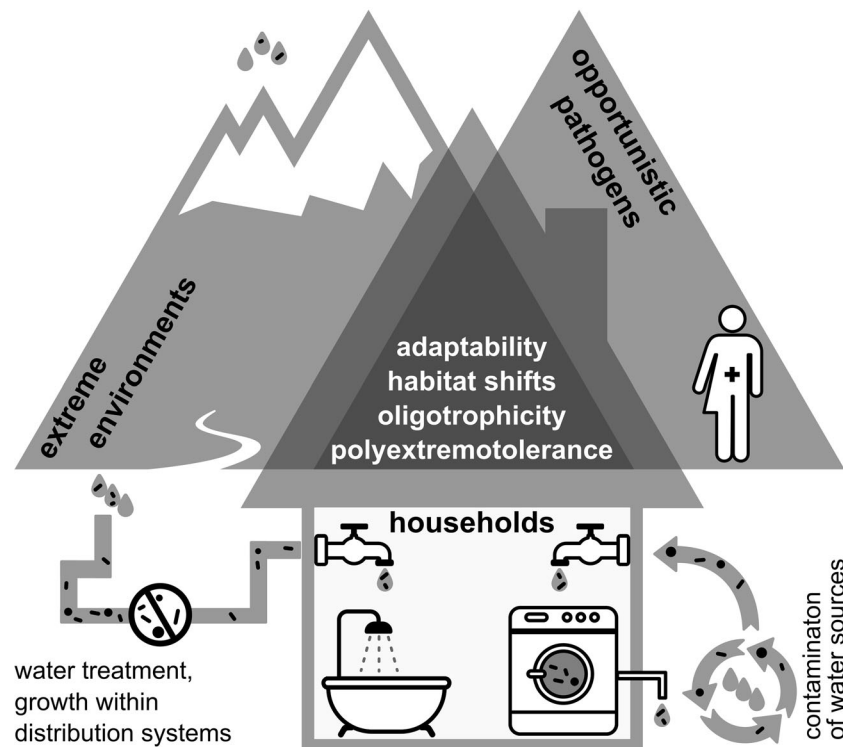 opportunistic
pathogens
extreme
environments
adaptability
habitat shifts
oligotrophicity
polyextremotolerance
households
water treatment,
growth within
distribution systems
contaminaton
of water sources